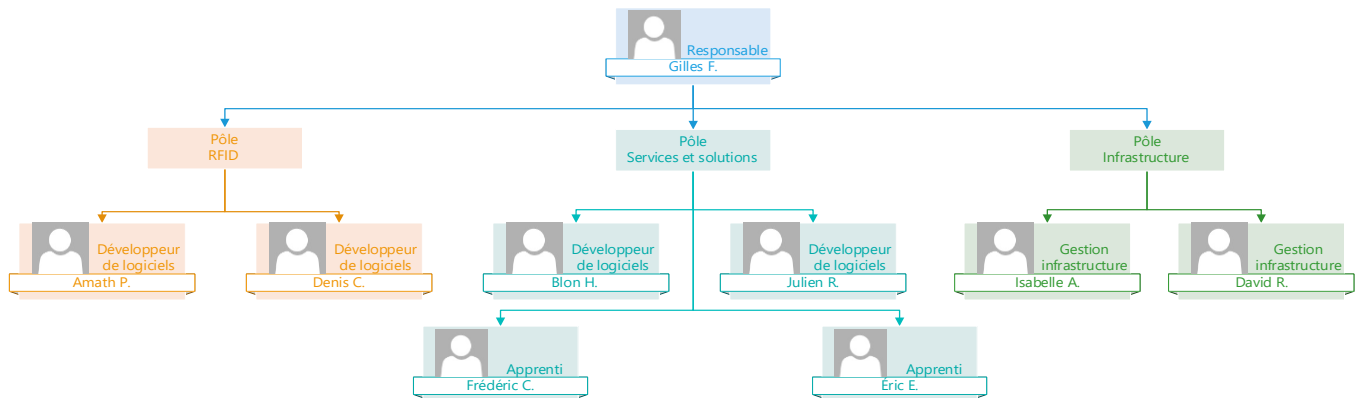 Responsable
Gilles F.
Pôle
RFID
Pôle
Services et solutions
Pôle
Infrastructure
Développeur
de logiciels
Amath P.
Développeur
de logiciels
Denis C.
Développeur
de logiciels
Blon H.
Développeur
de logiciels
Julien R.
Gestion
infrastructure
Isabelle A.
Gestion
infrastructure
David R.
Apprenti
Frédéric C.
Apprenti
Éric E.